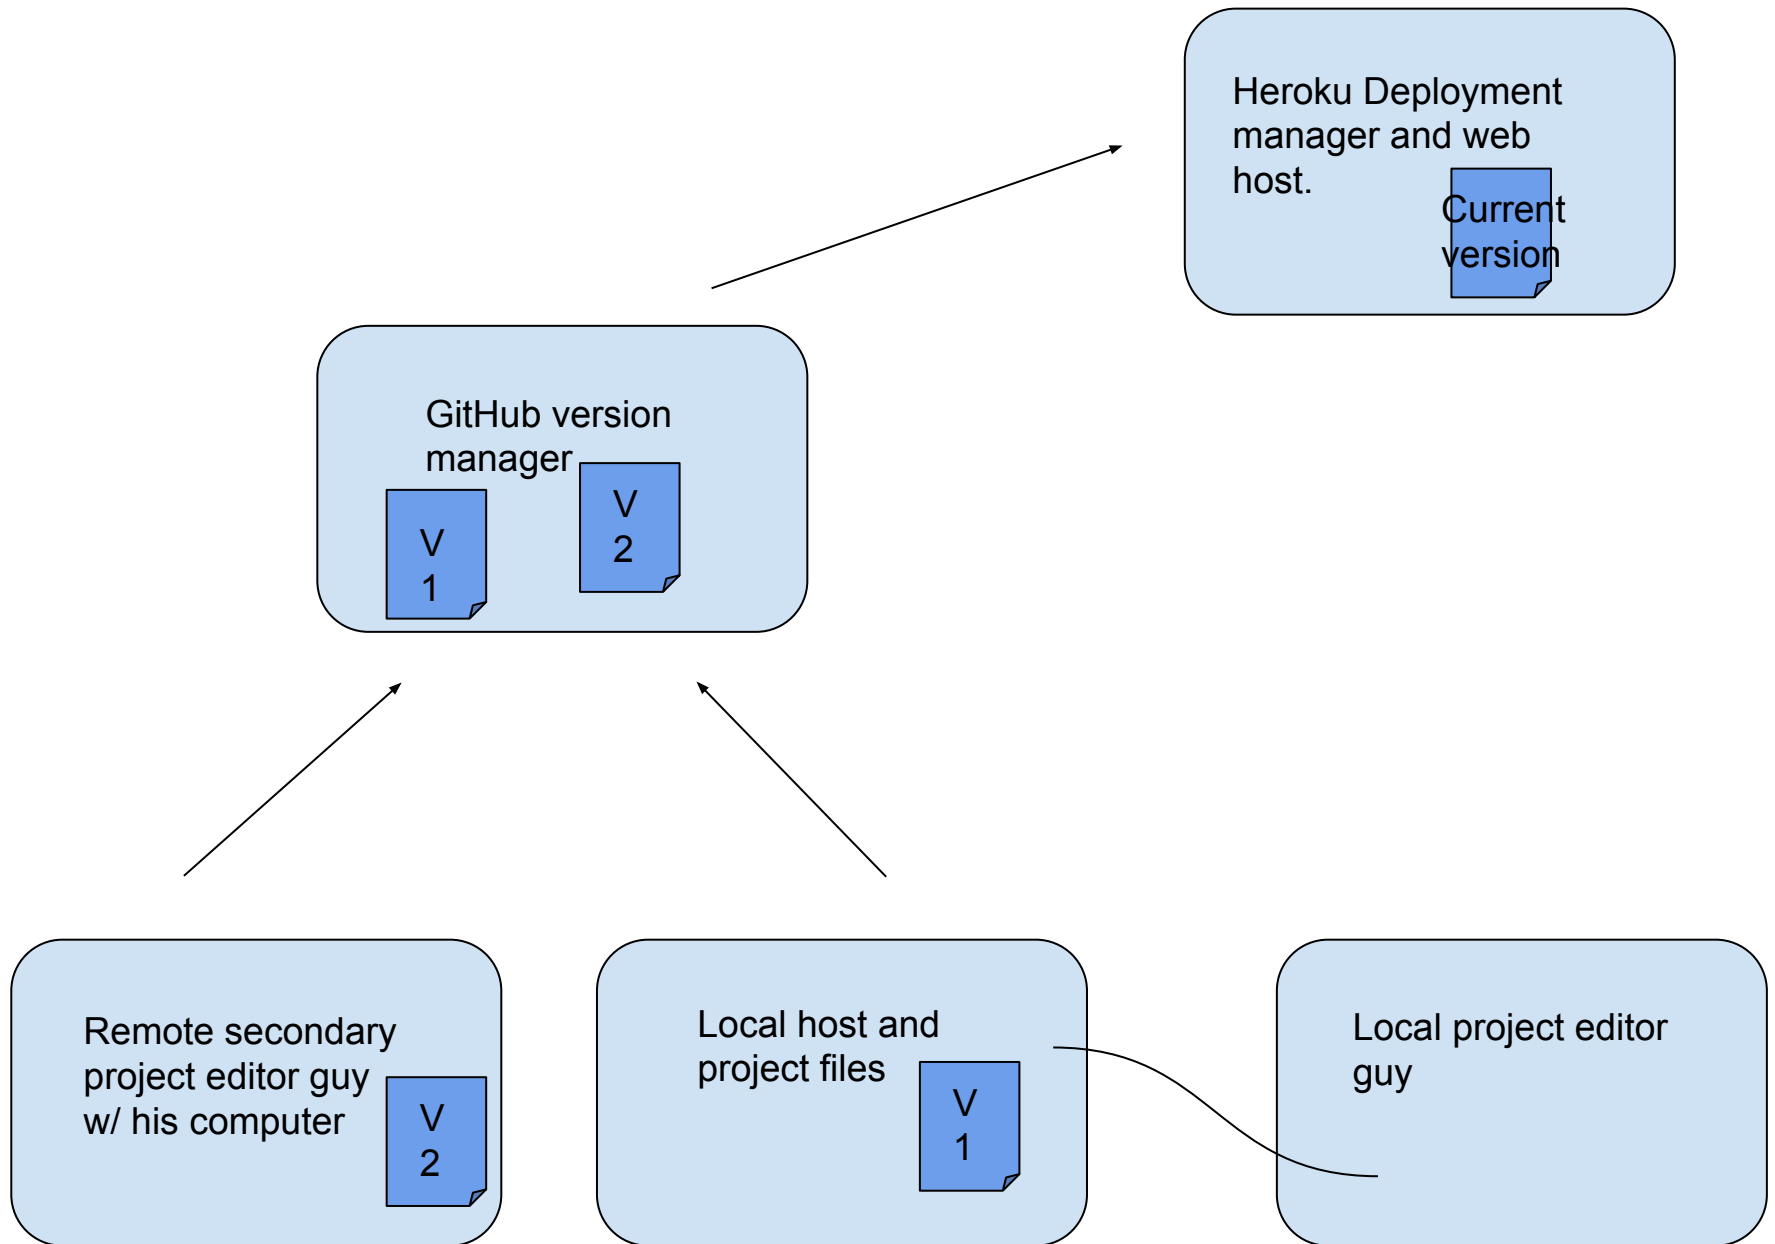 Heroku Deployment
manager and web
host.
Current
version
GitHub version
manager
V
1
V
2
Remote secondary
project editor guy
w/ his computer
V
2
Local host and
project files
V
1
Local project editor
guy